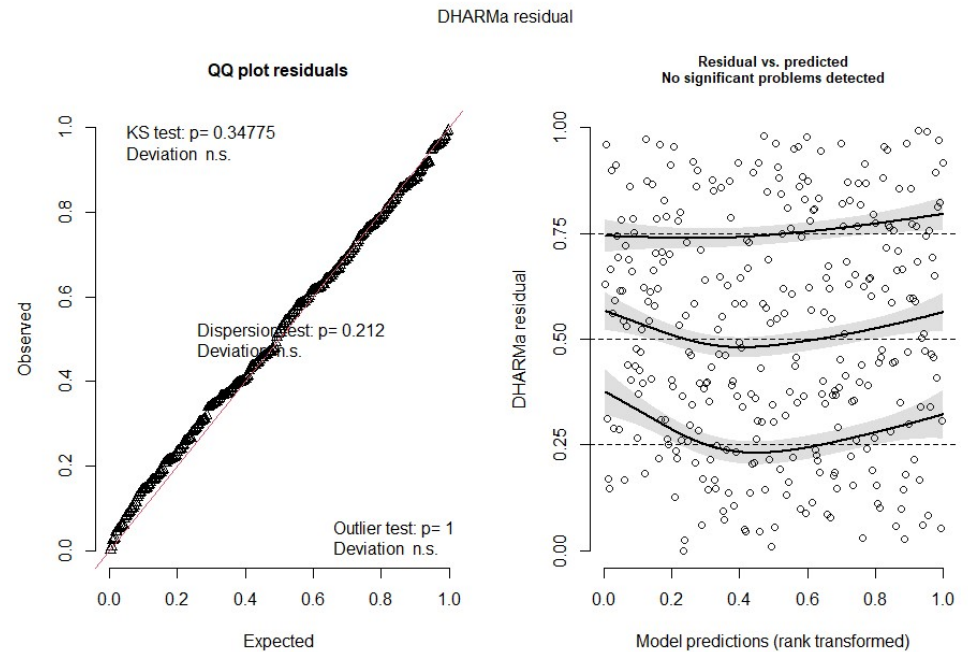 DHARMa residual
QQ plot residuals
KS test: p= 0.34775
Deviation n.s.
Dispersion test: p= 0.212
Deviation n.s.
Outlier test: p= 1
Deviation n.s.
Observed
0.0 0.2 0.4 0.6 0.8 1.0
0.0 0.2 0.4 0.6 0.8 1.0
Expected
Residual vs. predicted
No significant problems detected
DHARMa residual
0.00 0.25 0.50 0.75 1.00
0.0 0.2 0.4 0.6 0.8 1.0
Model predictions (rank transformed)